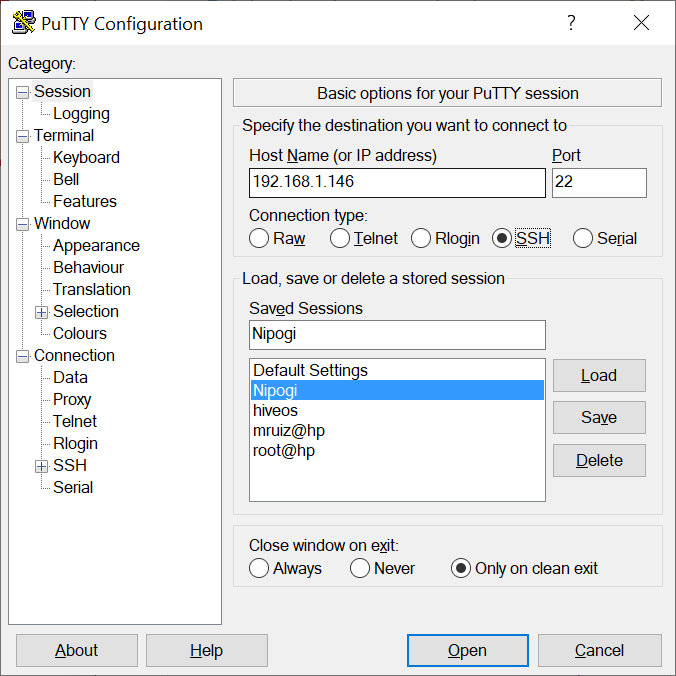 PuTTY Configuration
?
Category:
Session
Logging
Terminal
Keyboard
Bell
Features
Window
Appearance
Behaviour
Translation
Selection
Colours
Connection
Data
Proxy
Telnet
Rlogin
SSH
Serial
Basic options for your PuTTY session
Specify the destination you want to connect to
Host Name (or IP address) Port
192.168.1.146 22
Connection type:
Raw Telnet Rlogin SSH Serial
Load, save or delete a stored session
Saved Sessions
Nipogi
Default Settings
Nipogi
hiveos
mruiz@hp
root@hp
Load
Save
Delete
Close window on exit:
Always Never Only on clean exit
About Help Open Cancel